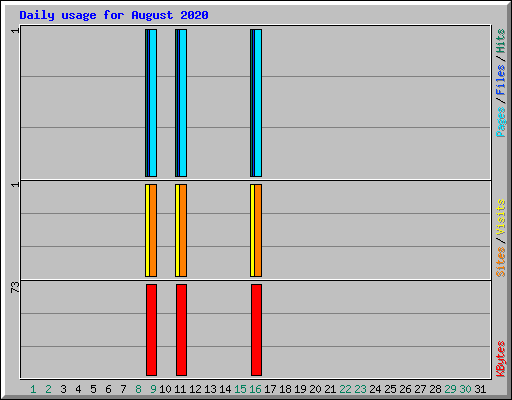 Daily usage for August 2020
1
Pages / Files / Hits
1
Sites / Visits
73
KBytes
1 2 3 4 5 6 7 8 9 10 11 12 13 14 15 16 17 18 19 20 21 22 23 24 25 26 27 28 29 30 31